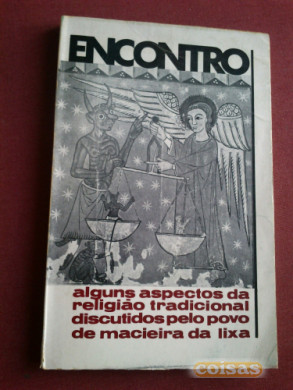 ENCONTRO
alguns aspectos da
religião tradicional
discutidos pelo povo
de macieira da lixa
coisas